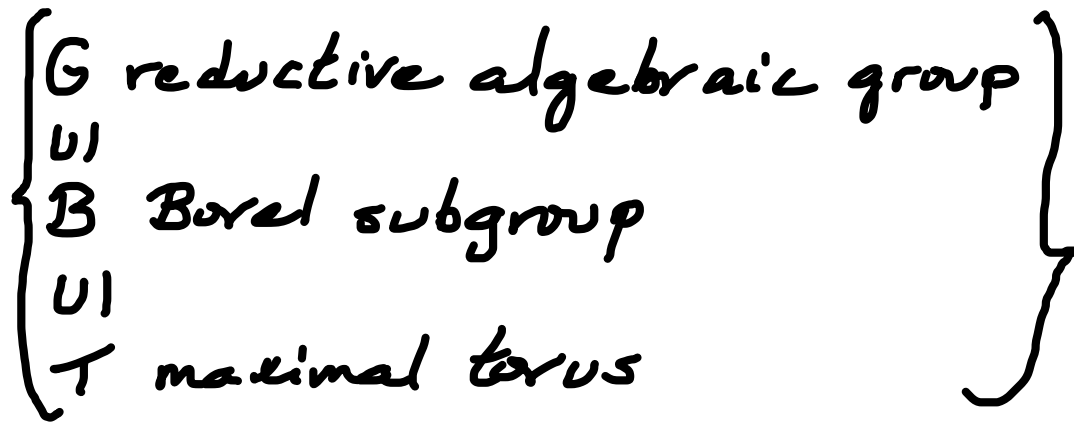 G reductive algebraic group
∪|
B Borel subgroup
∪|
T maximal torus